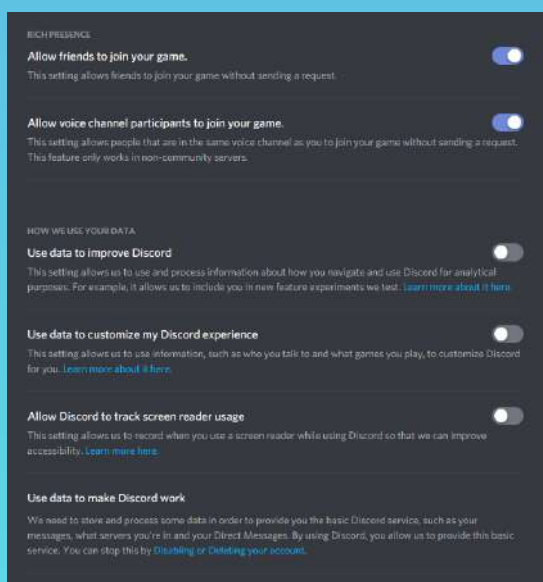 RICH PRESENCE
Allow friends to join your game.
This setting allows friends to join your game without sending a request.
Allow voice channel participants to join your game.
This setting allows people that are in the same voice channel as you to join your game without sending a request.
This feature only works in non-community servers.
HOW WE USE YOUR DATA
Use data to improve Discord
This setting allows us to use and process information about how you navigate and use Discord for analytical
purposes. For example, it allows us to include you in new feature experiments we test. Learn more about it here.
Use data to customize my Discord experience
This setting allows us to use information, such as who you talk to and what games you play, to customize Discord
for you. Learn more about it here.
Allow Discord to track screen reader usage
This setting allows us to record when you use a screen reader while using Discord so that we can improve
accessibility. Learn more here.
Use data to make Discord work
We need to store and process some data in order to provide you the basic Discord service, such as your
messages, what servers you're in and your Direct Messages. By using Discord, you allow us to provide this basic
service. You can stop this by Disabling or Deleting your account.